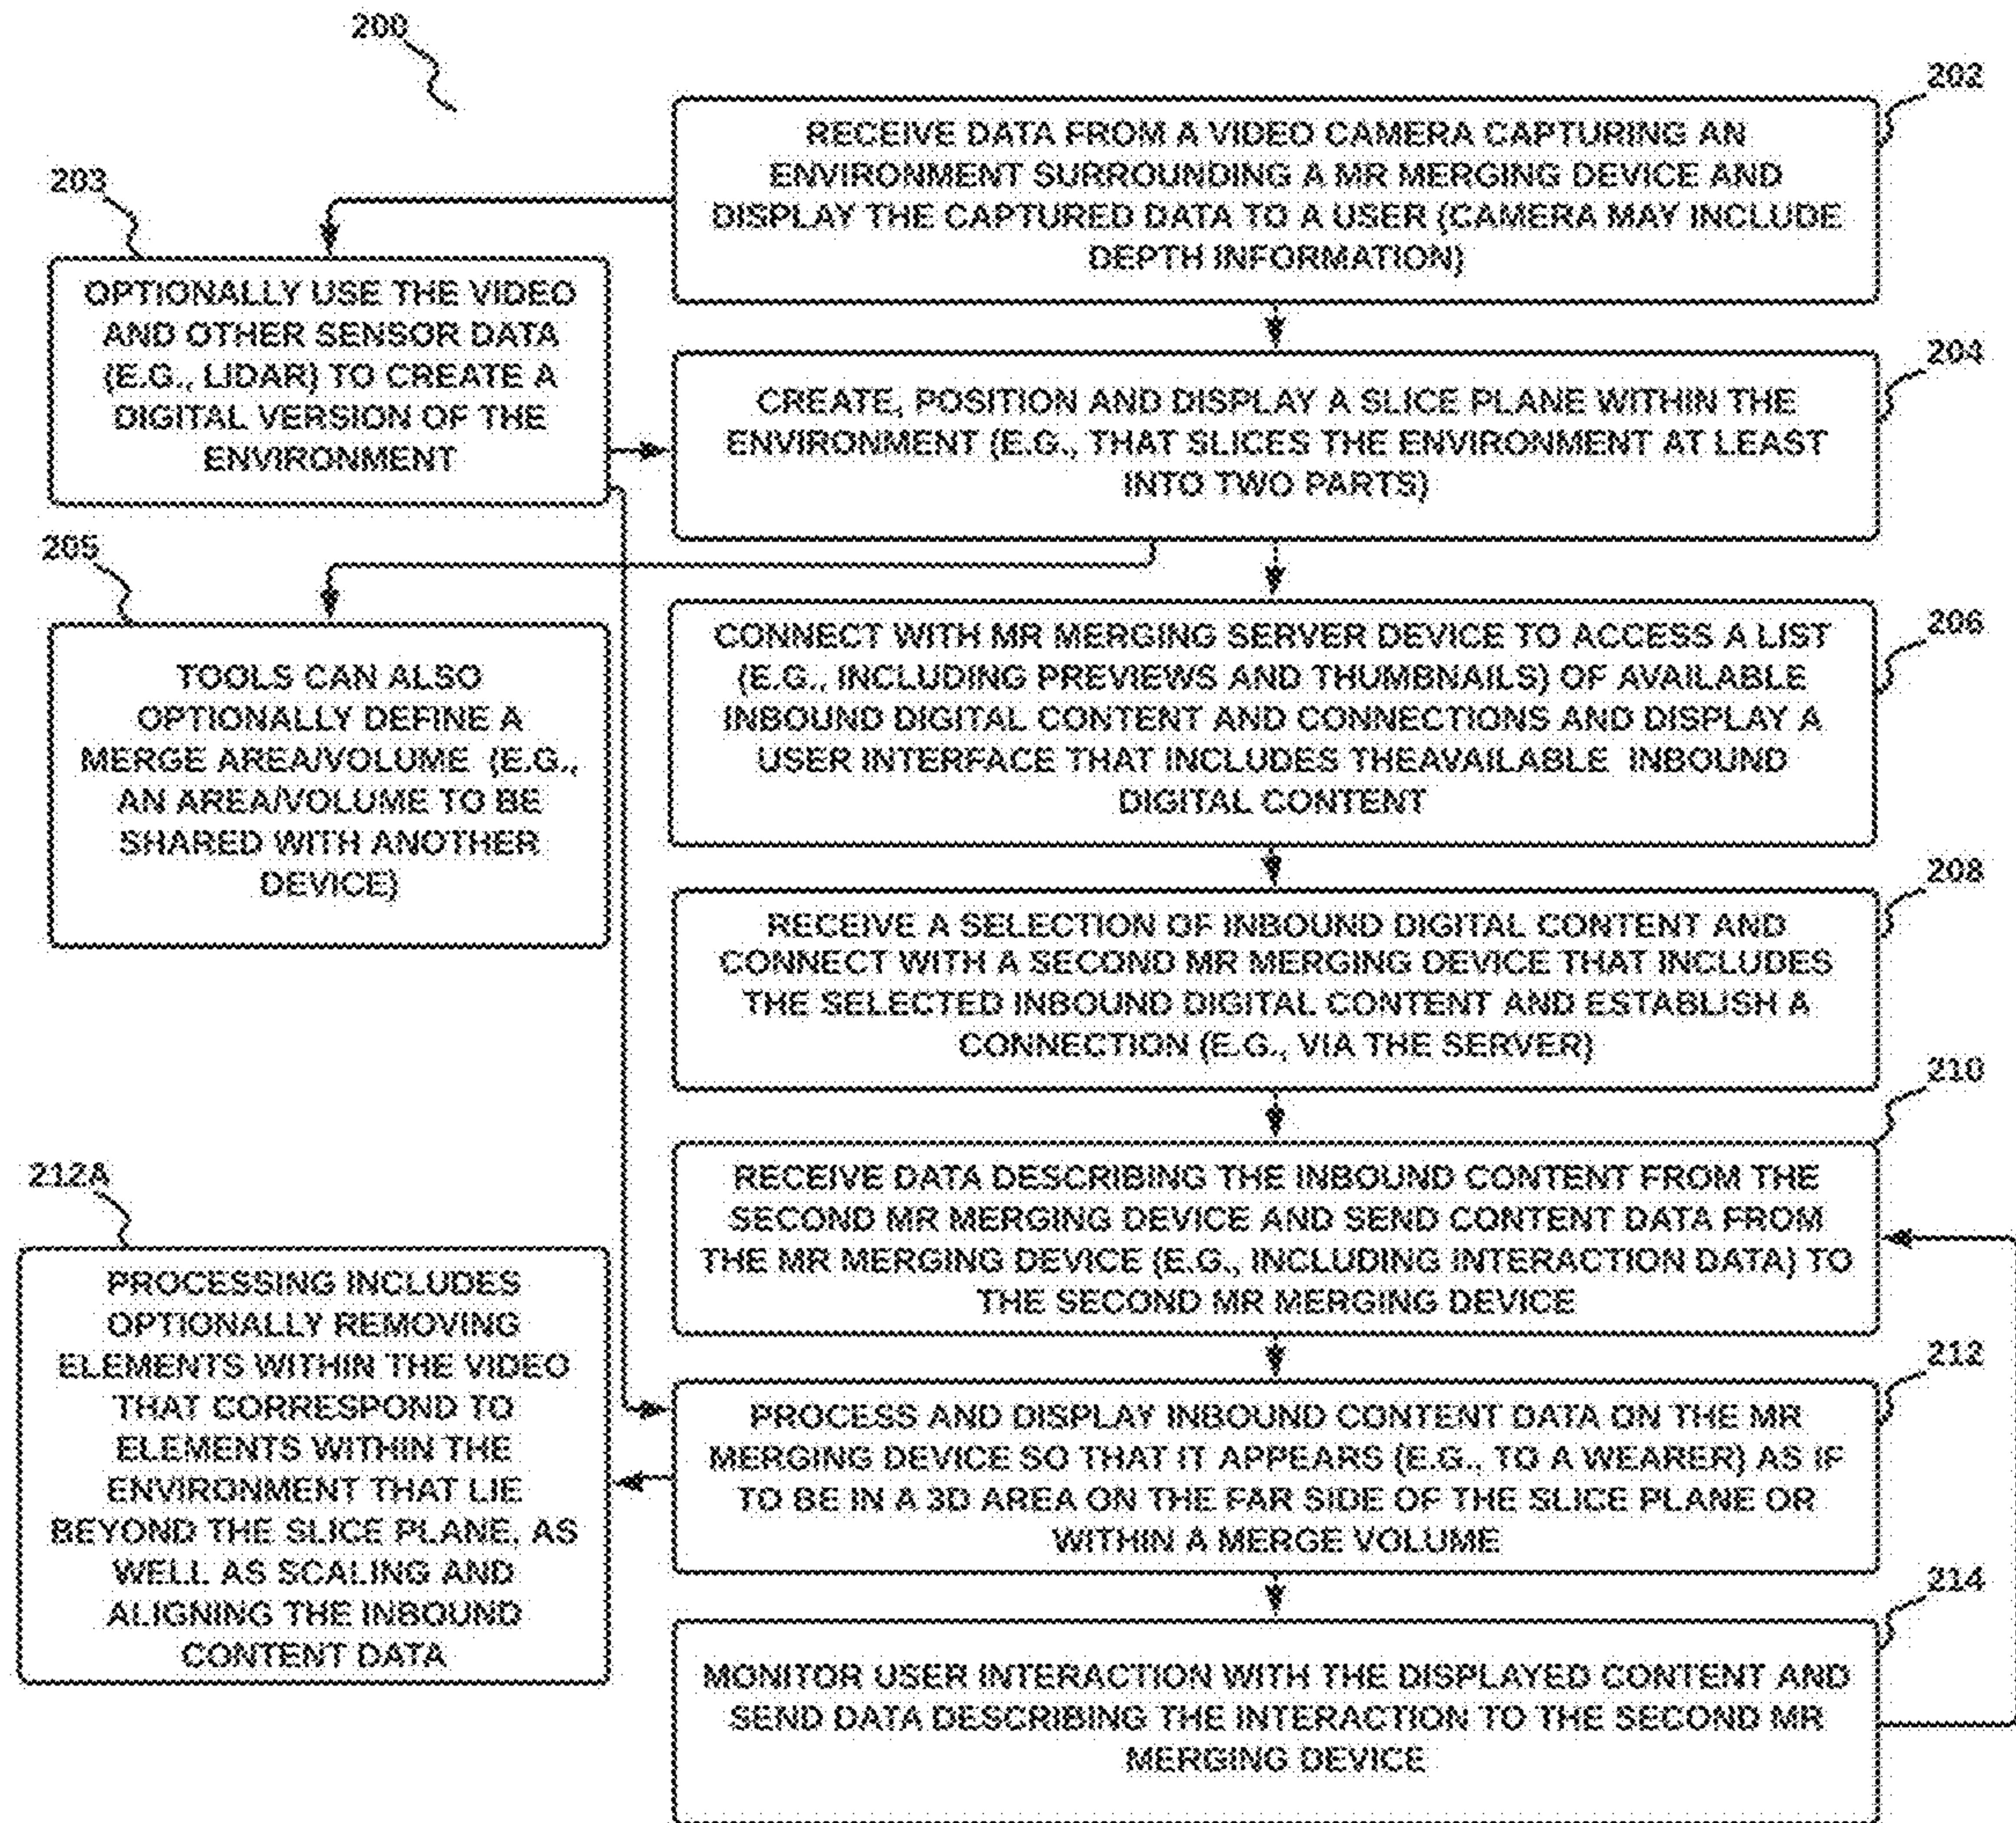 200
202
RECEIVE DATA FROM A VIDEO CAMERA CAPTURING AN
ENVIRONMENT SURROUNDING A MR MERGING DEVICE AND
DISPLAY THE CAPTURED DATA TO A USER (CAMERA MAY INCLUDE
DEPTH INFORMATION)
203
OPTIONALLY USE THE VIDEO
AND OTHER SENSOR DATA
(E.G., LIDAR) TO CREATE A
DIGITAL VERSION OF THE
ENVIRONMENT
204
CREATE, POSITION AND DISPLAY A SLICE PLANE WITHIN THE
ENVIRONMENT (E.G., THAT SLICES THE ENVIRONMENT AT LEAST
INTO TWO PARTS)
205
TOOLS CAN ALSO
OPTIONALLY DEFINE A
MERGE AREA/VOLUME (E.G.,
AN AREA/VOLUME TO BE
SHARED WITH ANOTHER
DEVICE)
206
CONNECT WITH MR MERGING SERVER DEVICE TO ACCESS A LIST
(E.G., INCLUDING PREVIEWS AND THUMBNAILS) OF AVAILABLE
INBOUND DIGITAL CONTENT AND CONNECTIONS AND DISPLAY A
USER INTERFACE THAT INCLUDES THEAVAILABLE INBOUND
DIGITAL CONTENT
208
RECEIVE A SELECTION OF INBOUND DIGITAL CONTENT AND
CONNECT WITH A SECOND MR MERGING DEVICE THAT INCLUDES
THE SELECTED INBOUND DIGITAL CONTENT AND ESTABLISH A
CONNECTION (E.G., VIA THE SERVER)
210
RECEIVE DATA DESCRIBING THE INBOUND CONTENT FROM THE
SECOND MR MERGING DEVICE AND SEND CONTENT DATA FROM
THE MR MERGING DEVICE (E.G., INCLUDING INTERACTION DATA) TO
THE SECOND MR MERGING DEVICE
212
PROCESS AND DISPLAY INBOUND CONTENT DATA ON THE MR
MERGING DEVICE SO THAT IT APPEARS (E.G., TO A WEARER) AS IF
TO BE IN A 3D AREA ON THE FAR SIDE OF THE SLICE PLANE OR
WITHIN A MERGE VOLUME
212A
PROCESSING INCLUDES
OPTIONALLY REMOVING
ELEMENTS WITHIN THE VIDEO
THAT CORRESPOND TO
ELEMENTS WITHIN THE
ENVIRONMENT THAT LIE
BEYOND THE SLICE PLANE, AS
WELL AS SCALING AND
ALIGNING THE INBOUND
CONTENT DATA
214
MONITOR USER INTERACTION WITH THE DISPLAYED CONTENT AND
SEND DATA DESCRIBING THE INTERACTION TO THE SECOND MR
MERGING DEVICE